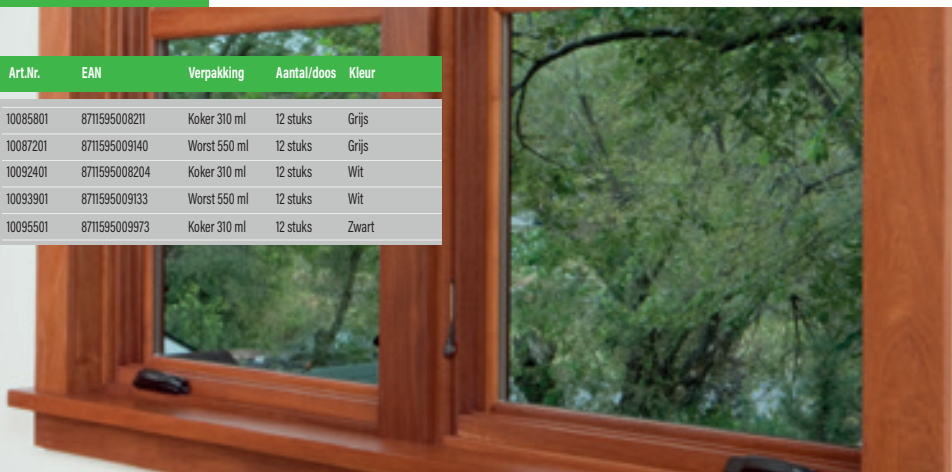 Art.Nr. EAN Verpakking Aantal/doos Kleur
10085801 8711595008211 Koker 310 ml 12 stuks Grijs
10087201 8711595009140 Worst 550 ml 12 stuks Grijs
10092401 8711595008204 Koker 310 ml 12 stuks Wit
10093901 8711595009133 Worst 550 ml 12 stuks Wit
10095501 8711595009973 Koker 310 ml 12 stuks Zwart